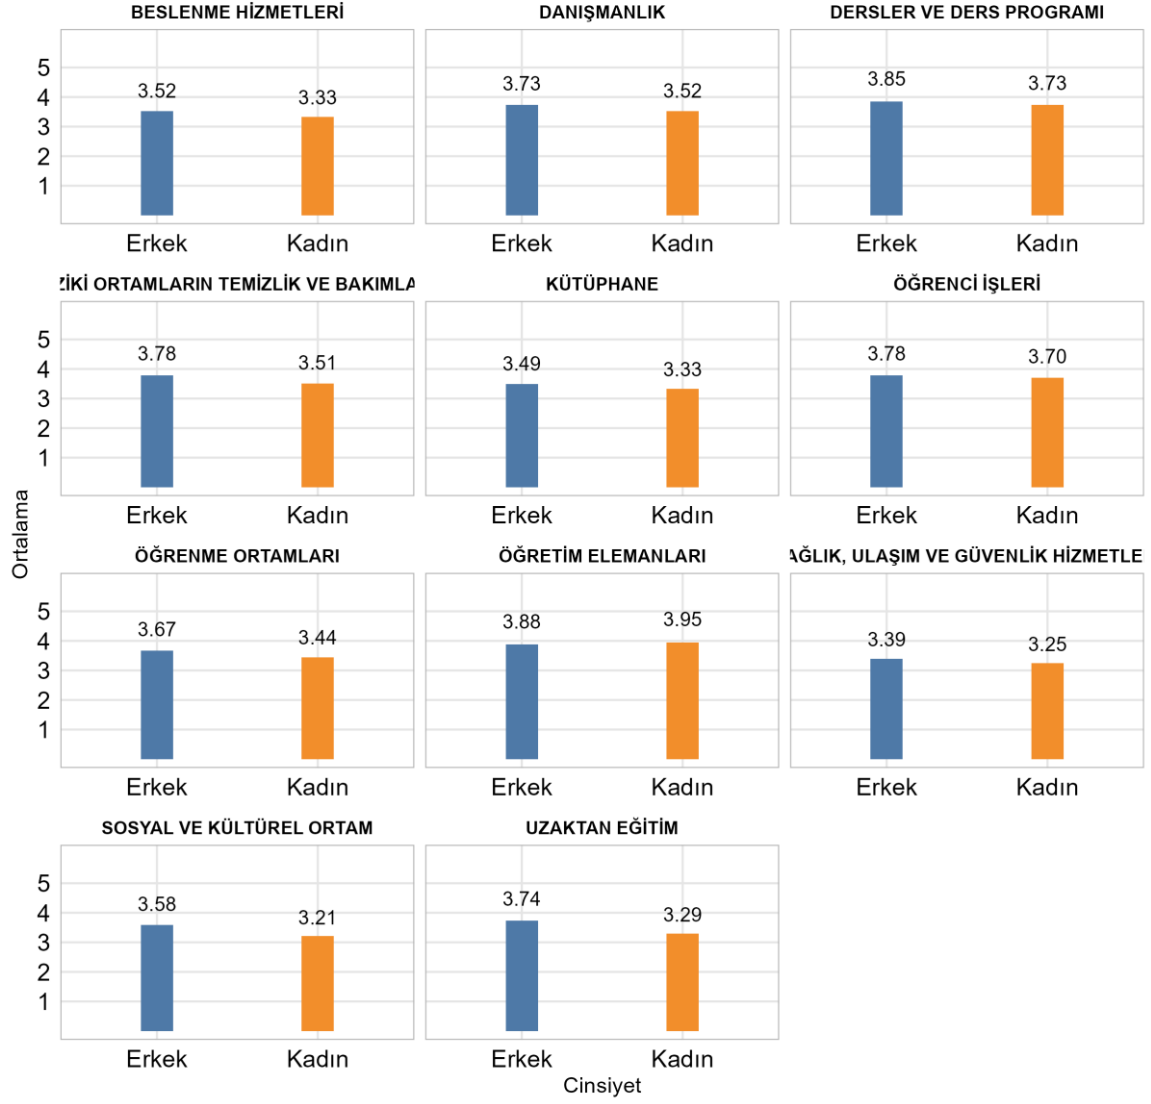 BESLENME HİZMETLERİ
DANIŞMANLIK
DERSLER VE DERS PROGRAMI
5
4
3
2
1
3.52
3.33
3.73
3.52
3.85
3.73
Erkek
Kadın
Erkek
Kadın
Erkek
Kadın
ZİKİ ORTAMLARIN TEMİZLİK VE BAKIMLA
KÜTÜPHANE
ÖĞRENCİ İŞLERİ
5
4
3
2
1
3.78
3.51
3.49
3.33
3.78
3.70
Erkek
Kadın
Erkek
Kadın
Erkek
Kadın
Ortalama
ÖĞRENME ORTAMLARI
ÖĞRETİM ELEMANLARI
AĞLIK, ULAŞIM VE GÜVENLİK HİZMETLE
5
4
3
2
1
3.67
3.44
3.88
3.95
3.39
3.25
Erkek
Kadın
Erkek
Kadın
Erkek
Kadın
SOSYAL VE KÜLTÜREL ORTAM
UZAKTAN EĞİTİM
5
4
3
2
1
3.58
3.21
3.74
3.29
Erkek
Kadın
Erkek
Kadın
Cinsiyet